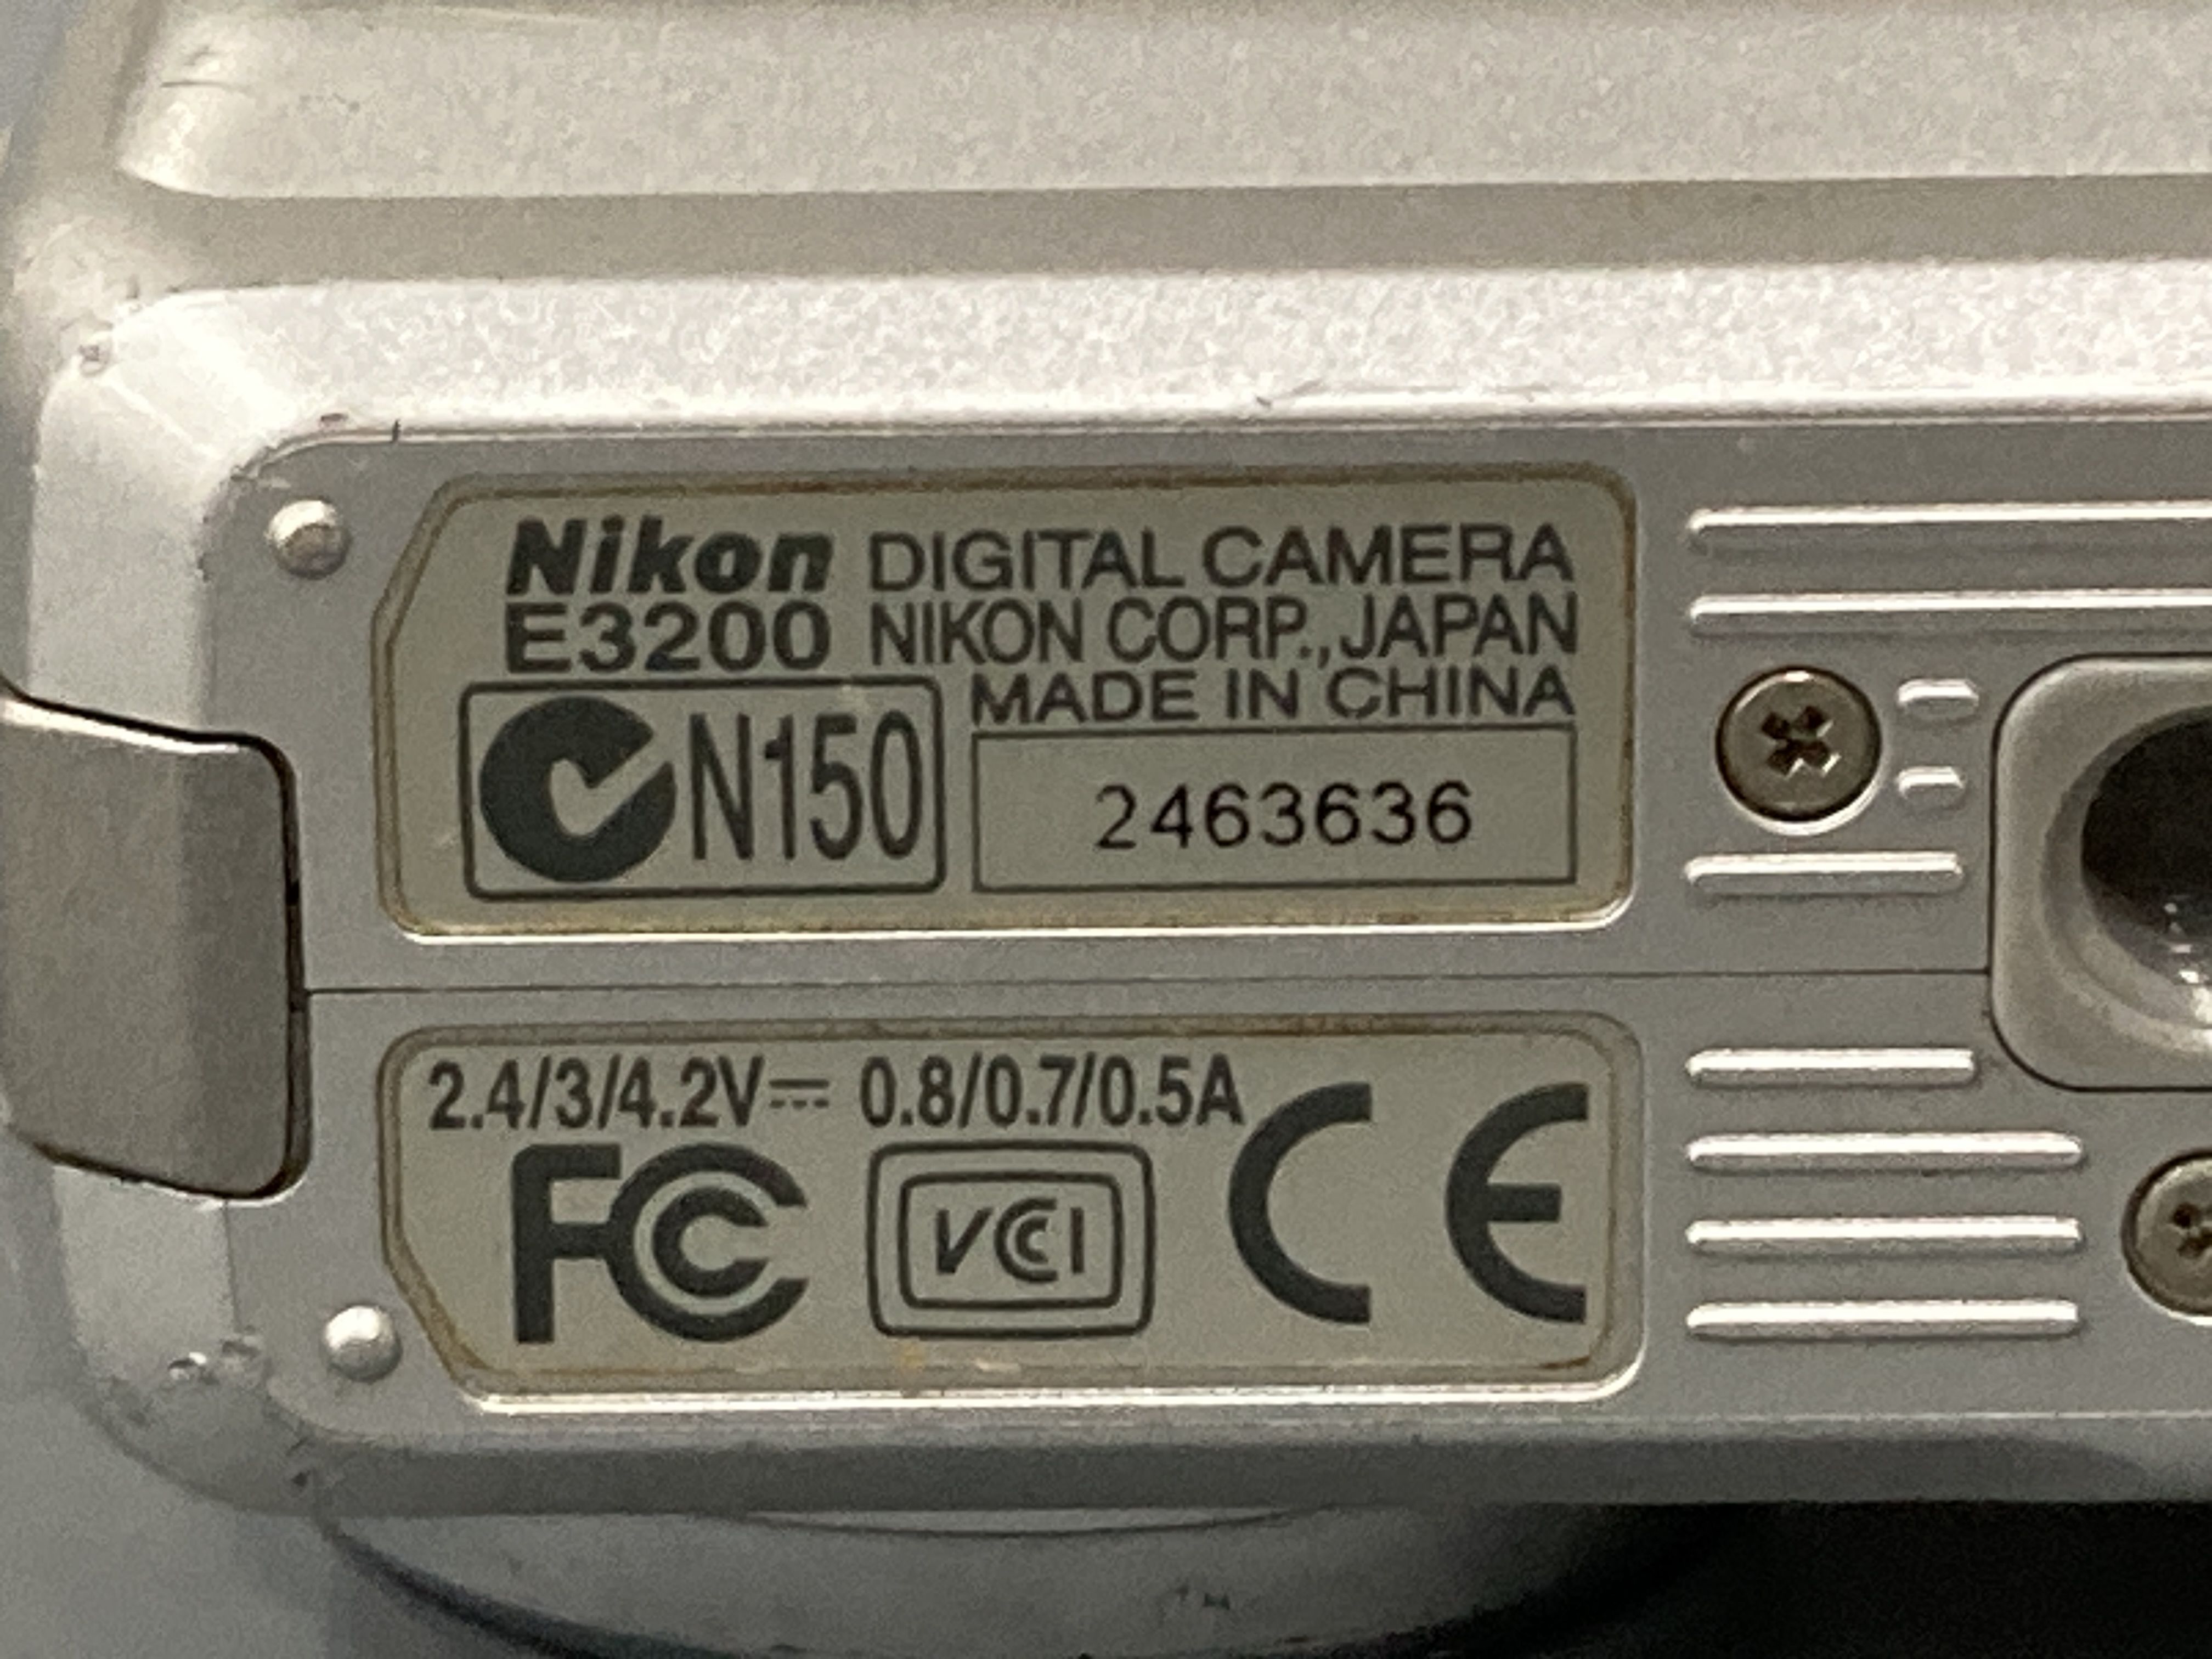 Nikon DIGITAL CAMERA
E3200 NIKON CORP., JAPAN
MADE IN CHINA
N150
2463636
2.4/3/4.2V⎓ 0.8/0.7/0.5A
FC VCCI CE